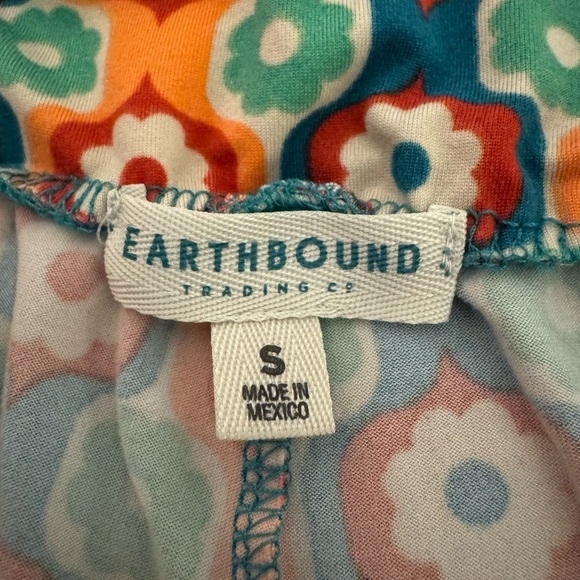 EARTHBOUND
TRADING CO
S
MADE IN
MEXICO